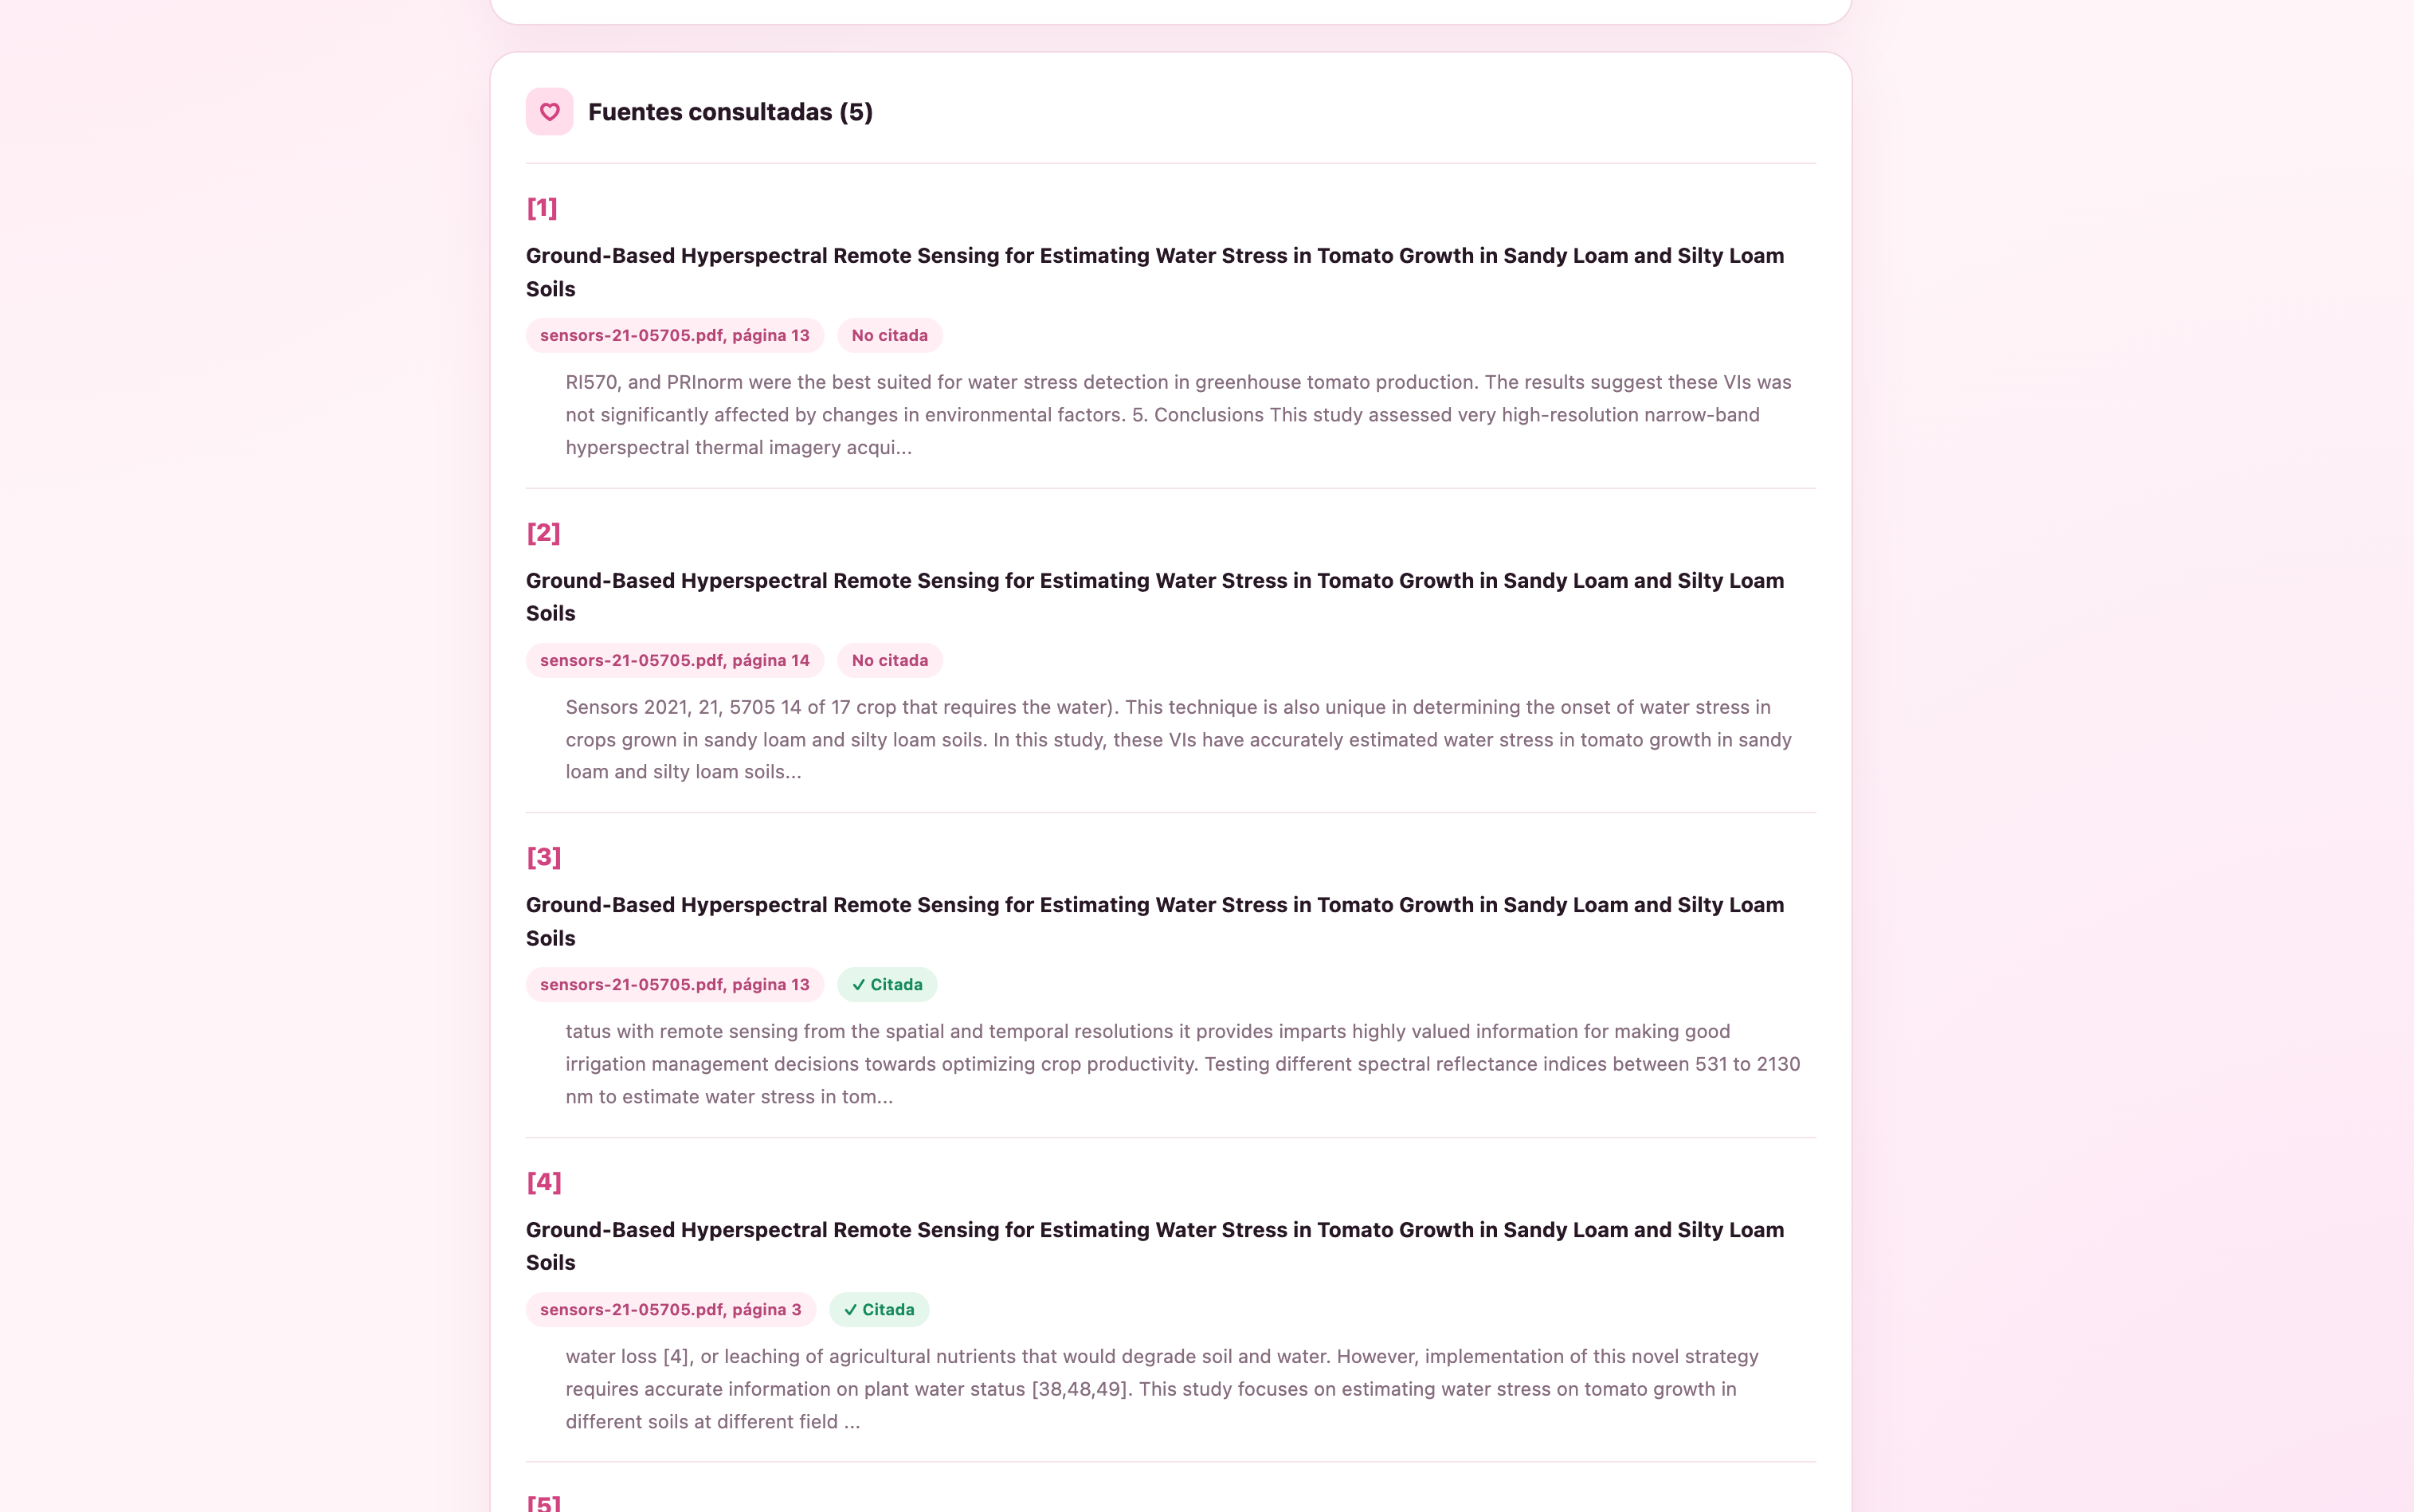 Fuentes consultadas (5)
[1]
Ground-Based Hyperspectral Remote Sensing for Estimating Water Stress in Tomato Growth in Sandy Loam and Silty Loam
Soils
sensors-21-05705.pdf, página 13 No citada
RI570, and PRInorm were the best suited for water stress detection in greenhouse tomato production. The results suggest these VIs was
not significantly affected by changes in environmental factors. 5. Conclusions This study assessed very high-resolution narrow-band
hyperspectral thermal imagery acqui...
[2]
Ground-Based Hyperspectral Remote Sensing for Estimating Water Stress in Tomato Growth in Sandy Loam and Silty Loam
Soils
sensors-21-05705.pdf, página 14 No citada
Sensors 2021, 21, 5705 14 of 17 crop that requires the water). This technique is also unique in determining the onset of water stress in
crops grown in sandy loam and silty loam soils. In this study, these VIs have accurately estimated water stress in tomato growth in sandy
loam and silty loam soils...
[3]
Ground-Based Hyperspectral Remote Sensing for Estimating Water Stress in Tomato Growth in Sandy Loam and Silty Loam
Soils
sensors-21-05705.pdf, página 13 ✓ Citada
tatus with remote sensing from the spatial and temporal resolutions it provides imparts highly valued information for making good
irrigation management decisions towards optimizing crop productivity. Testing different spectral reflectance indices between 531 to 2130
nm to estimate water stress in tom...
[4]
Ground-Based Hyperspectral Remote Sensing for Estimating Water Stress in Tomato Growth in Sandy Loam and Silty Loam
Soils
sensors-21-05705.pdf, página 3 ✓ Citada
water loss [4], or leaching of agricultural nutrients that would degrade soil and water. However, implementation of this novel strategy
requires accurate information on plant water status [38,48,49]. This study focuses on estimating water stress on tomato growth in
different soils at different field ...
[5]